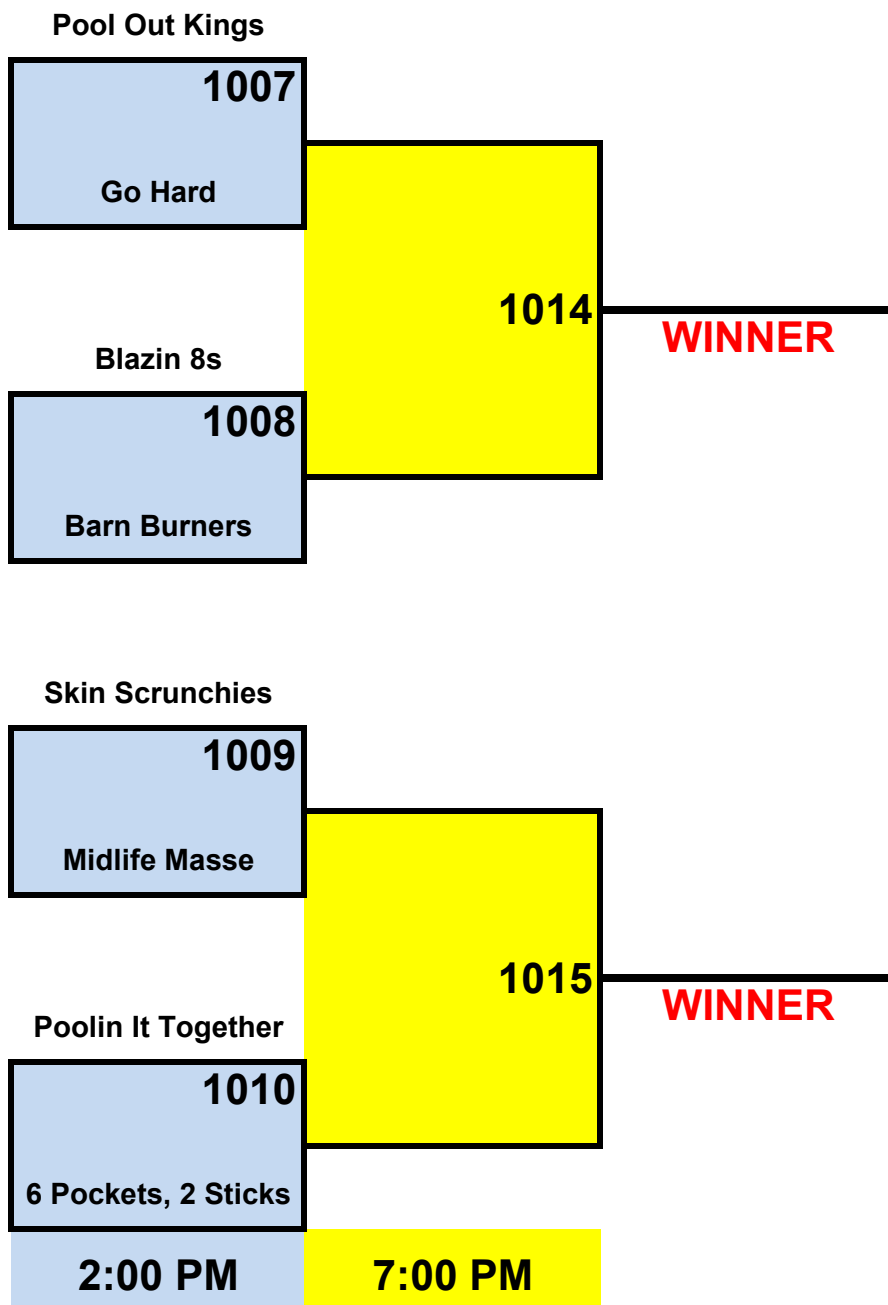 Pool Out Kings
1007
Go Hard
1014
WINNER
Blazin 8s
1008
Barn Burners
Skin Scrunchies
1009
Midlife Masse
1015
WINNER
Poolin It Together
1010
6 Pockets, 2 Sticks
2:00 PM 7:00 PM